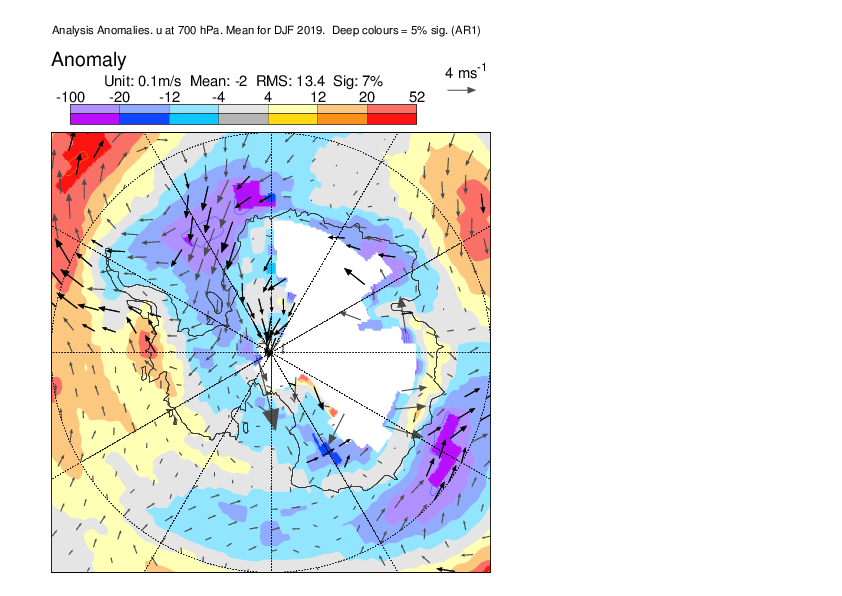 Analysis Anomalies. u at 700 hPa. Mean for DJF 2019. Deep colours = 5% sig. (AR1)
Anomaly
Unit: 0.1m/s Mean: -2 RMS: 13.4 Sig: 7%
4 ms-1
-100 -20 -12 -4 4 12 20 52